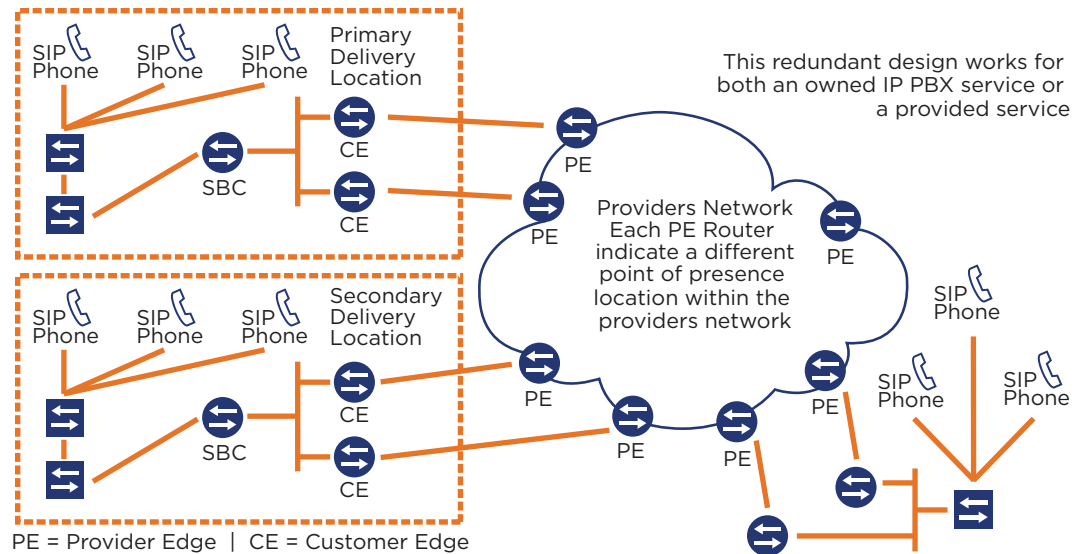 SIP
Phone
SIP
Phone
SIP
Phone
Primary
Delivery
Location
CE
SBC
CE
This redundant design works for
both an owned IP PBX service or
a provided service
PE
PE
Providers Network
Each PE Router
indicate a different
point of presence
location within the
providers network
PE
SIP
Phone
SIP
Phone
SIP
Phone
Secondary
Delivery
Location
CE
SBC
CE
PE
PE
PE
PE
SIP
Phone
SIP
Phone
SIP
Phone
PE = Provider Edge | CE = Customer Edge